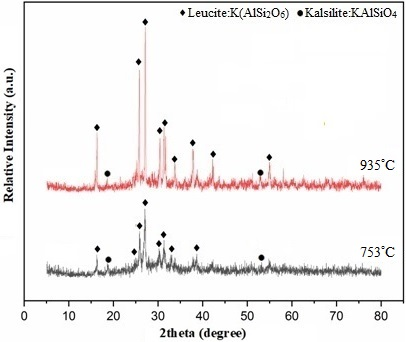 Leucite:K(AlSi2O6) Kalsilite:KAlSiO4
Relative Intensity (a.u.)
935°C
753°C
0 10 20 30 40 50 60 70 80
2theta (degree)